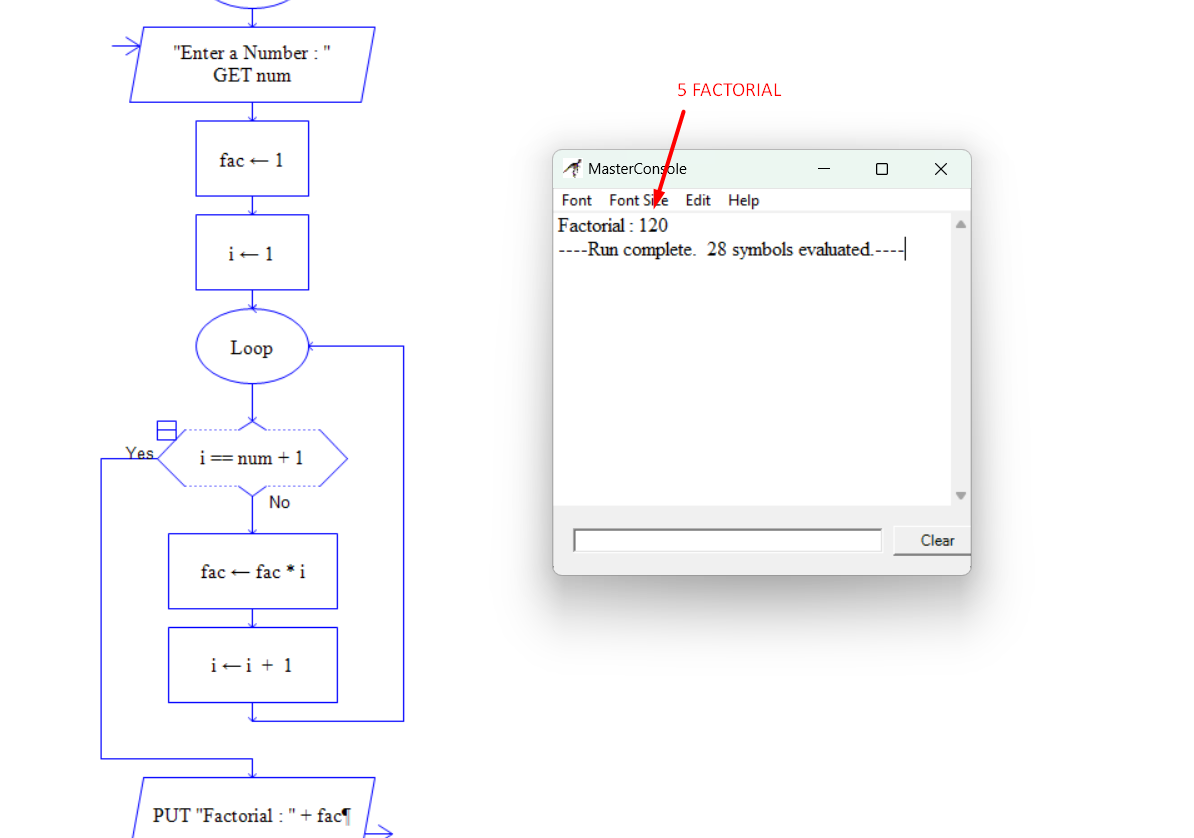 "Enter a Number : "
GET num
fac ← 1
i ← 1
Loop
Yes
i == num + 1
No
fac ← fac * i
i ← i + 1
PUT "Factorial : " + fac¶
5 FACTORIAL
MasterConsole
Font Font Size Edit Help
Factorial : 120
----Run complete. 28 symbols evaluated.----
Clear